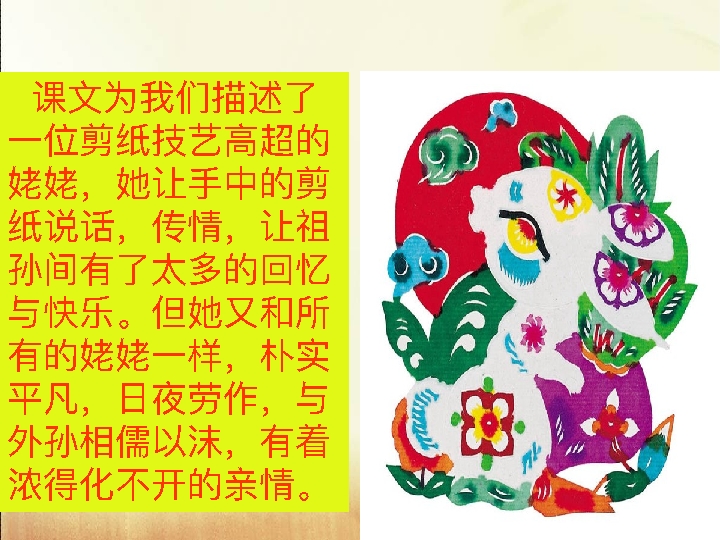 课文为我们描述了
一位剪纸技艺高超的
姥姥，她让手中的剪
纸说话，传情，让祖
孙间有了太多的回忆
与快乐。但她又和所
有的姥姥一样，朴实
平凡，日夜劳作，与
外孙相儒以沫，有着
浓得化不开的亲情。